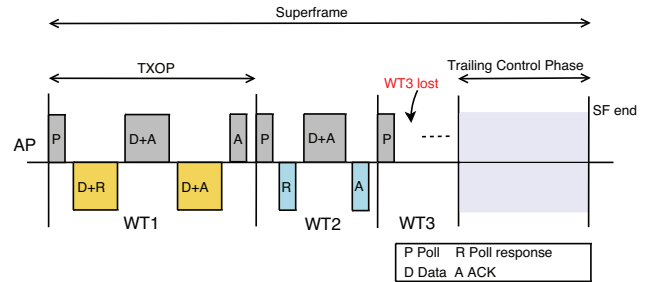 Superframe
TXOP
Trailing Control Phase
WT3 lost
SF end
AP
P
D+R
D+A
D+A
A
P
R
D+A
A
P
WT1
WT2
WT3
P Poll R Poll response
D Data A ACK